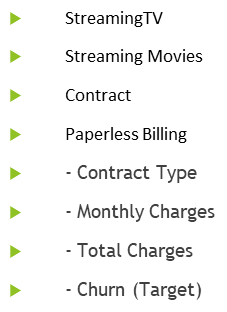 StreamingTV
Streaming Movies
Contract
Paperless Billing
- Contract Type
- Monthly Charges
- Total Charges
- Churn (Target)